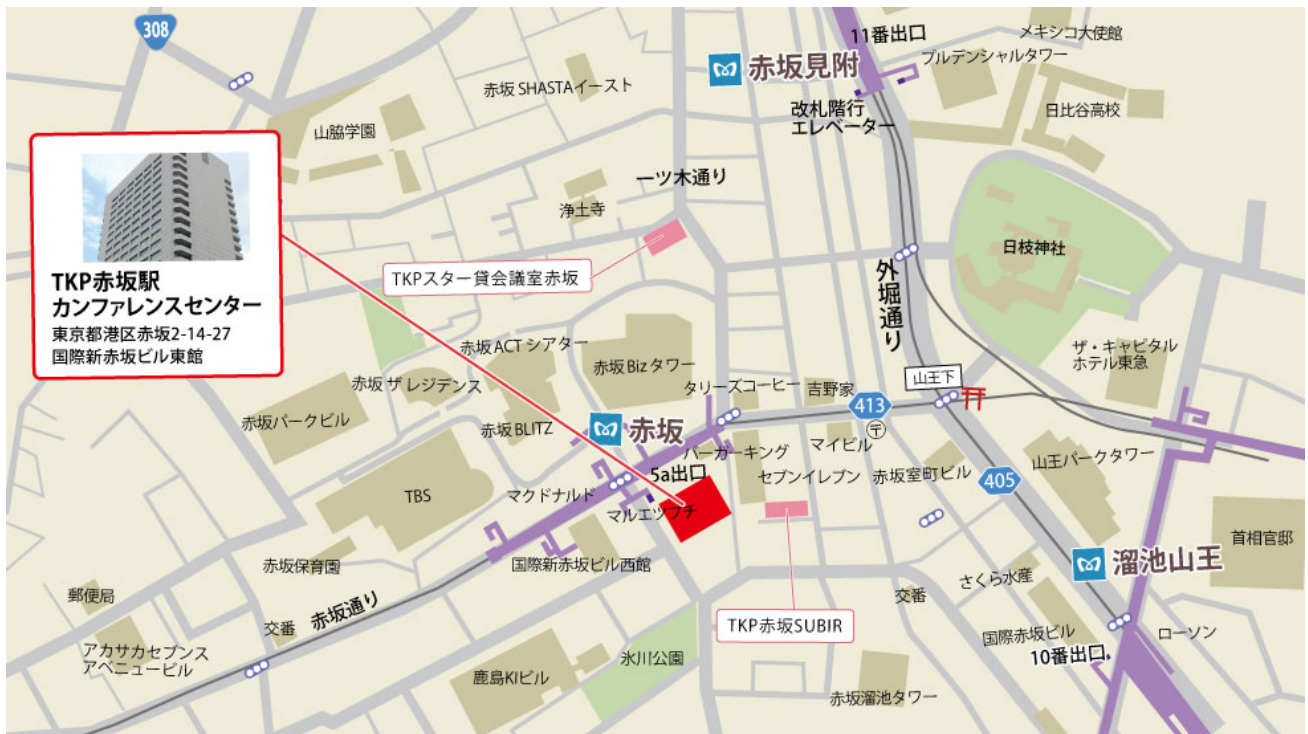 308
赤坂見附
11番出口
メキシコ大使館
プルデンシャルタワー
赤坂 SHASTAイースト
改札階行
エレベーター
日比谷高校
山脇学園
一ツ木通り
浄土寺
日枝神社
TKP赤坂駅
カンファレンスセンター
東京都港区赤坂2-14-27
国際新赤坂ビル東館
TKPスター貸会議室赤坂
外堀通り
赤坂 ACT シアター
赤坂 Biz タワー
ザ・キャピタル
ホテル東急
赤坂 ザ レジデンス
タリーズコーヒー
吉野家
413
山王下
赤坂パークビル
赤坂 BLITZ
赤坂
〒
バーガーキング
マイビル
5a出口
セブンイレブン
赤坂室町ビル
山王パークタワー
405
TBS
マクドナルド
マルエツプチ
首相官邸
赤坂保育園
国際新赤坂ビル西館
溜池山王
さくら水産
郵便局
赤坂通り
交番
交番
TKP赤坂SUBIR
国際赤坂ビル
ローソン
10番出口
アカサカセブンス
アベニュービル
氷川公園
鹿島KIビル
赤坂溜池タワー